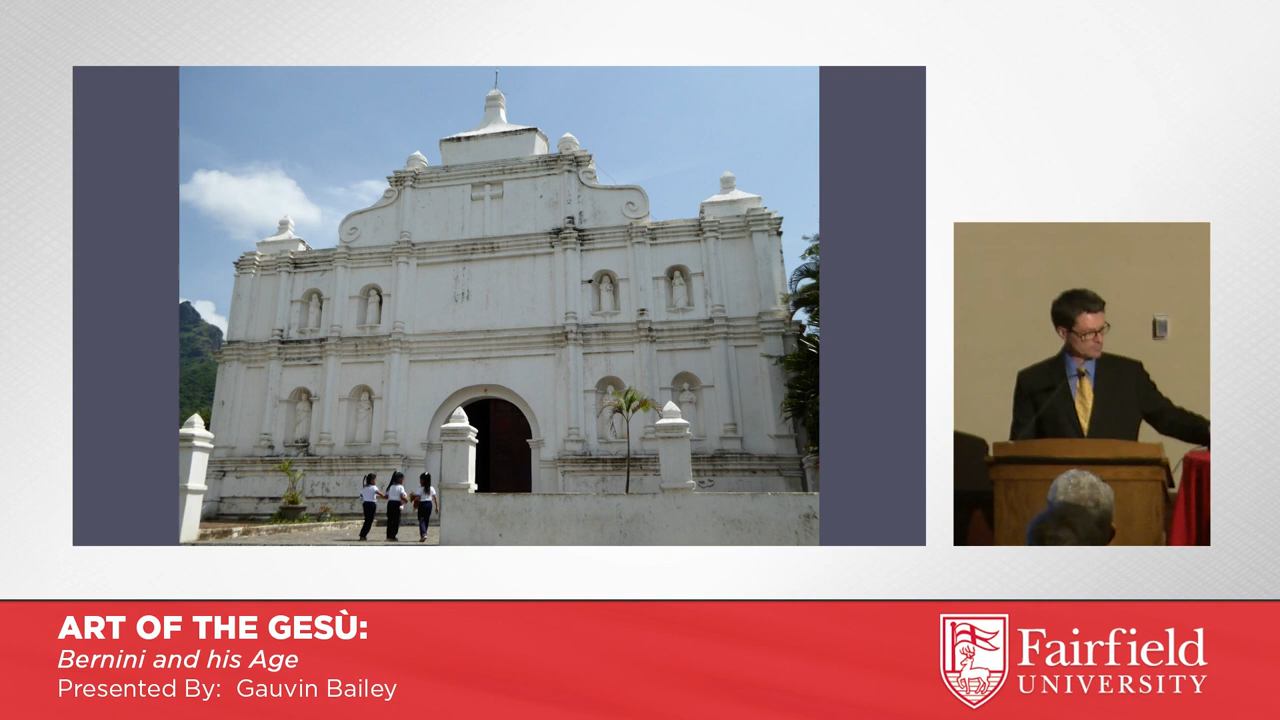 ART OF THE GESÙ:
Bernini and his Age
Presented By: Gauvin Bailey
Fairfield
UNIVERSITY